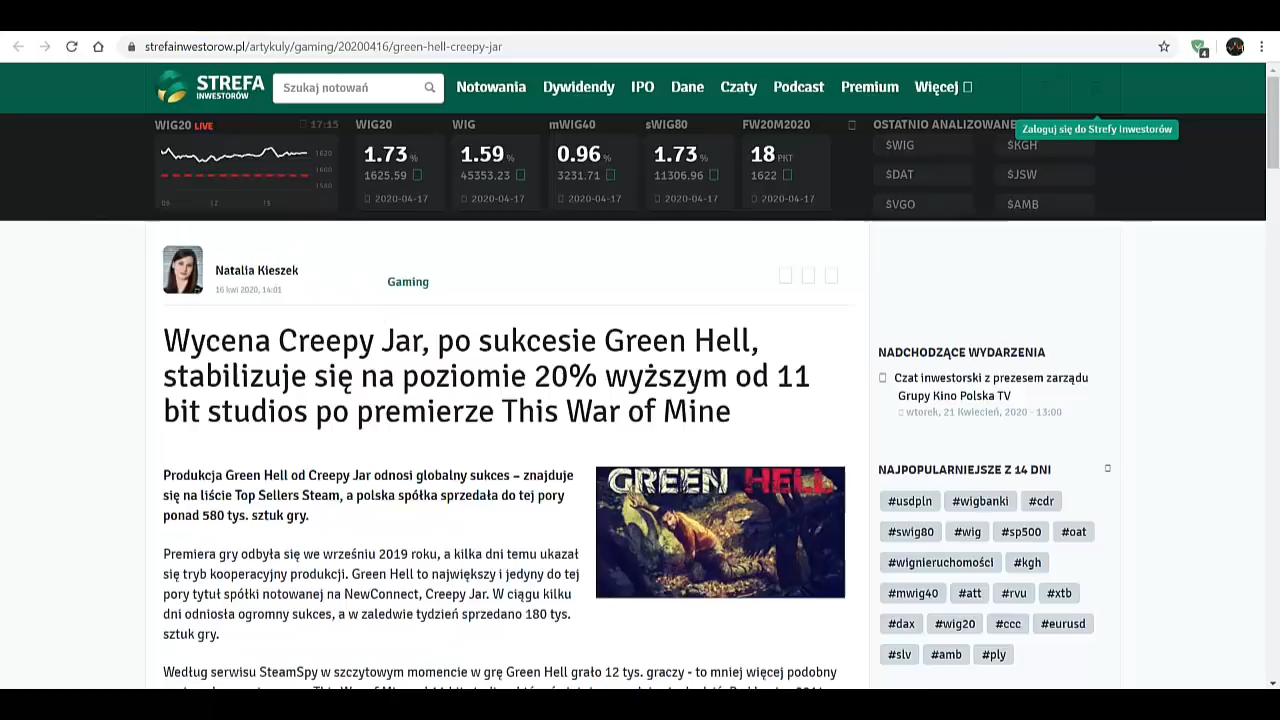 strefainwestorow.pl/artykuly/gaming/20200416/green-hell-creepy-jar
4
STREFA
INWESTORÓW
Szukaj notowań
Notowania Dywidendy IPO Dane Czaty Podcast Premium Więcej
WIG20 LIVE 17:15
1620
1600
1580
09 12 15
WIG20 WIG mWIG40 sWIG80 FW20M2020
1.73 % 1.59 % 0.96 % 1.73 % 18 PKT
1625.59 45353.23 3231.71 11306.96 1622
2020-04-17 2020-04-17 2020-04-17 2020-04-17 2020-04-17
OSTATNIO ANALIZOWANE
Zaloguj się do Strefy Inwestorów
$WIG $KGH
$DAT $JSW
$VGO $AMB
Natalia Kieszek
16 kwi 2020, 14:01
Gaming
Wycena Creepy Jar, po sukcesie Green Hell,
stabilizuje się na poziomie 20% wyższym od 11
bit studios po premierze This War of Mine
Produkcja Green Hell od Creepy Jar odnosi globalny sukces – znajduje
się na liście Top Sellers Steam, a polska spółka sprzedała do tej pory
ponad 580 tys. sztuk gry.
GREEN HELL
Premiera gry odbyła się we wrześniu 2019 roku, a kilka dni temu ukazał
się tryb kooperacyjny produkcji. Green Hell to największy i jedyny do tej
pory tytuł spółki notowanej na NewConnect, Creepy Jar. W ciągu kilku
dni odniosła ogromny sukces, a w zaledwie tydzień sprzedano 180 tys.
sztuk gry.
Według serwisu SteamSpy w szczytowym momencie w grę Green Hell grało 12 tys. graczy - to mniej więcej podobny
NADCHODZĄCE WYDARZENIA
Czat inwestorski z prezesem zarządu
Grupy Kino Polska TV
wtorek, 21 Kwiecień, 2020 - 13:00
NAJPOPULARNIEJSZE Z 14 DNI
#usdpln #wigbanki #cdr
#swig80 #wig #sp500 #oat
#wignieruchomości #kgh
#mwig40 #att #rvu #xtb
#dax #wig20 #ccc #eurusd
#slv #amb #ply